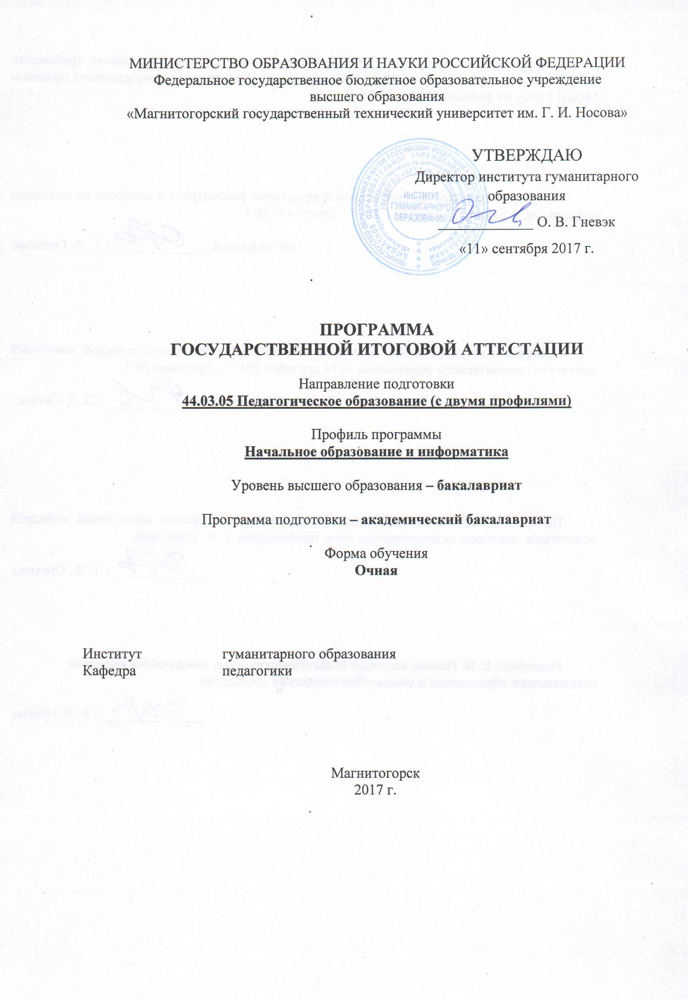 МИНИСТЕРСТВО ОБРАЗОВАНИЯ И НАУКИ РОССИЙСКОЙ ФЕДЕРАЦИИ
Федеральное государственное бюджетное образовательное учреждение
высшего образования
«Магнитогорский государственный технический университет им. Г. И. Носова»
УТВЕРЖДАЮ
Директор института гуманитарного
образования
О. В. Гневэк
«11» сентября 2017 г.
ИНСТИТУТ
ГУМАНИТАРНОГО
ОБРАЗОВАНИЯ
ПРОГРАММА
ГОСУДАРСТВЕННОЙ ИТОГОВОЙ АТТЕСТАЦИИ
Направление подготовки
44.03.05 Педагогическое образование (с двумя профилями)
Профиль программы
Начальное образование и информатика
Уровень высшего образования – бакалавриат
Программа подготовки – академический бакалавриат
Форма обучения
Очная
Институт гуманитарного образования
Кафедра педагогики
Магнитогорск
2017 г.